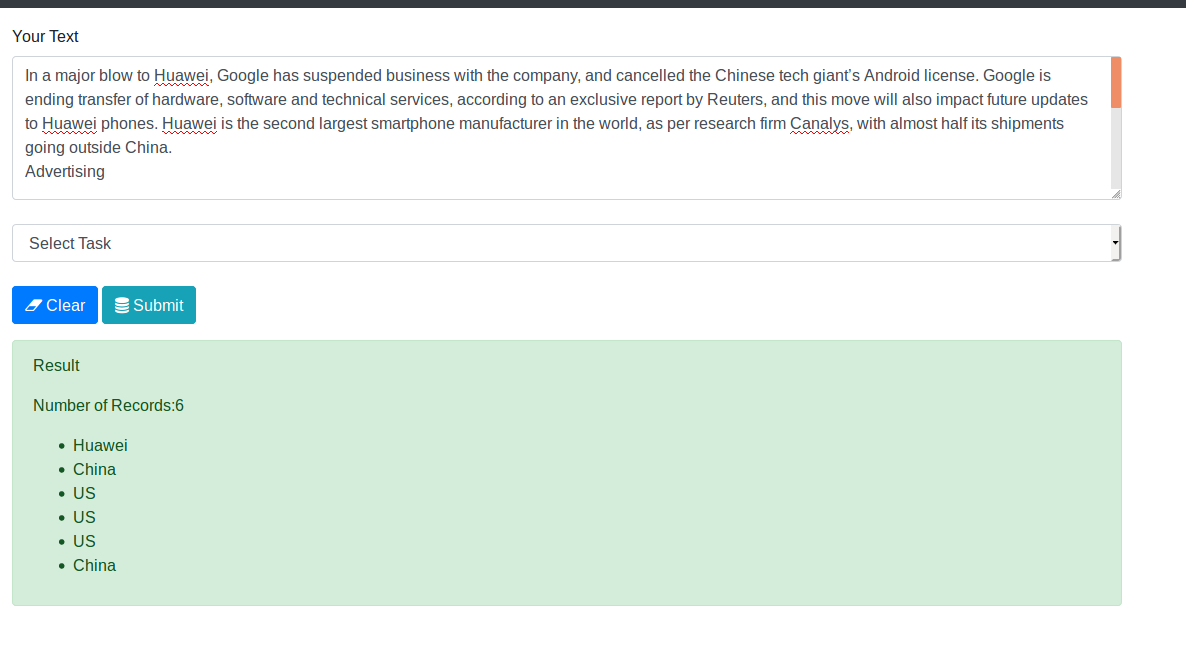 Your Text
In a major blow to Huawei, Google has suspended business with the company, and cancelled the Chinese tech giant’s Android license. Google is
ending transfer of hardware, software and technical services, according to an exclusive report by Reuters, and this move will also impact future updates
to Huawei phones. Huawei is the second largest smartphone manufacturer in the world, as per research firm Canalys, with almost half its shipments
going outside China.
Advertising
Select Task
Clear Submit
Result
Number of Records:6
Huawei
China
US
US
US
China